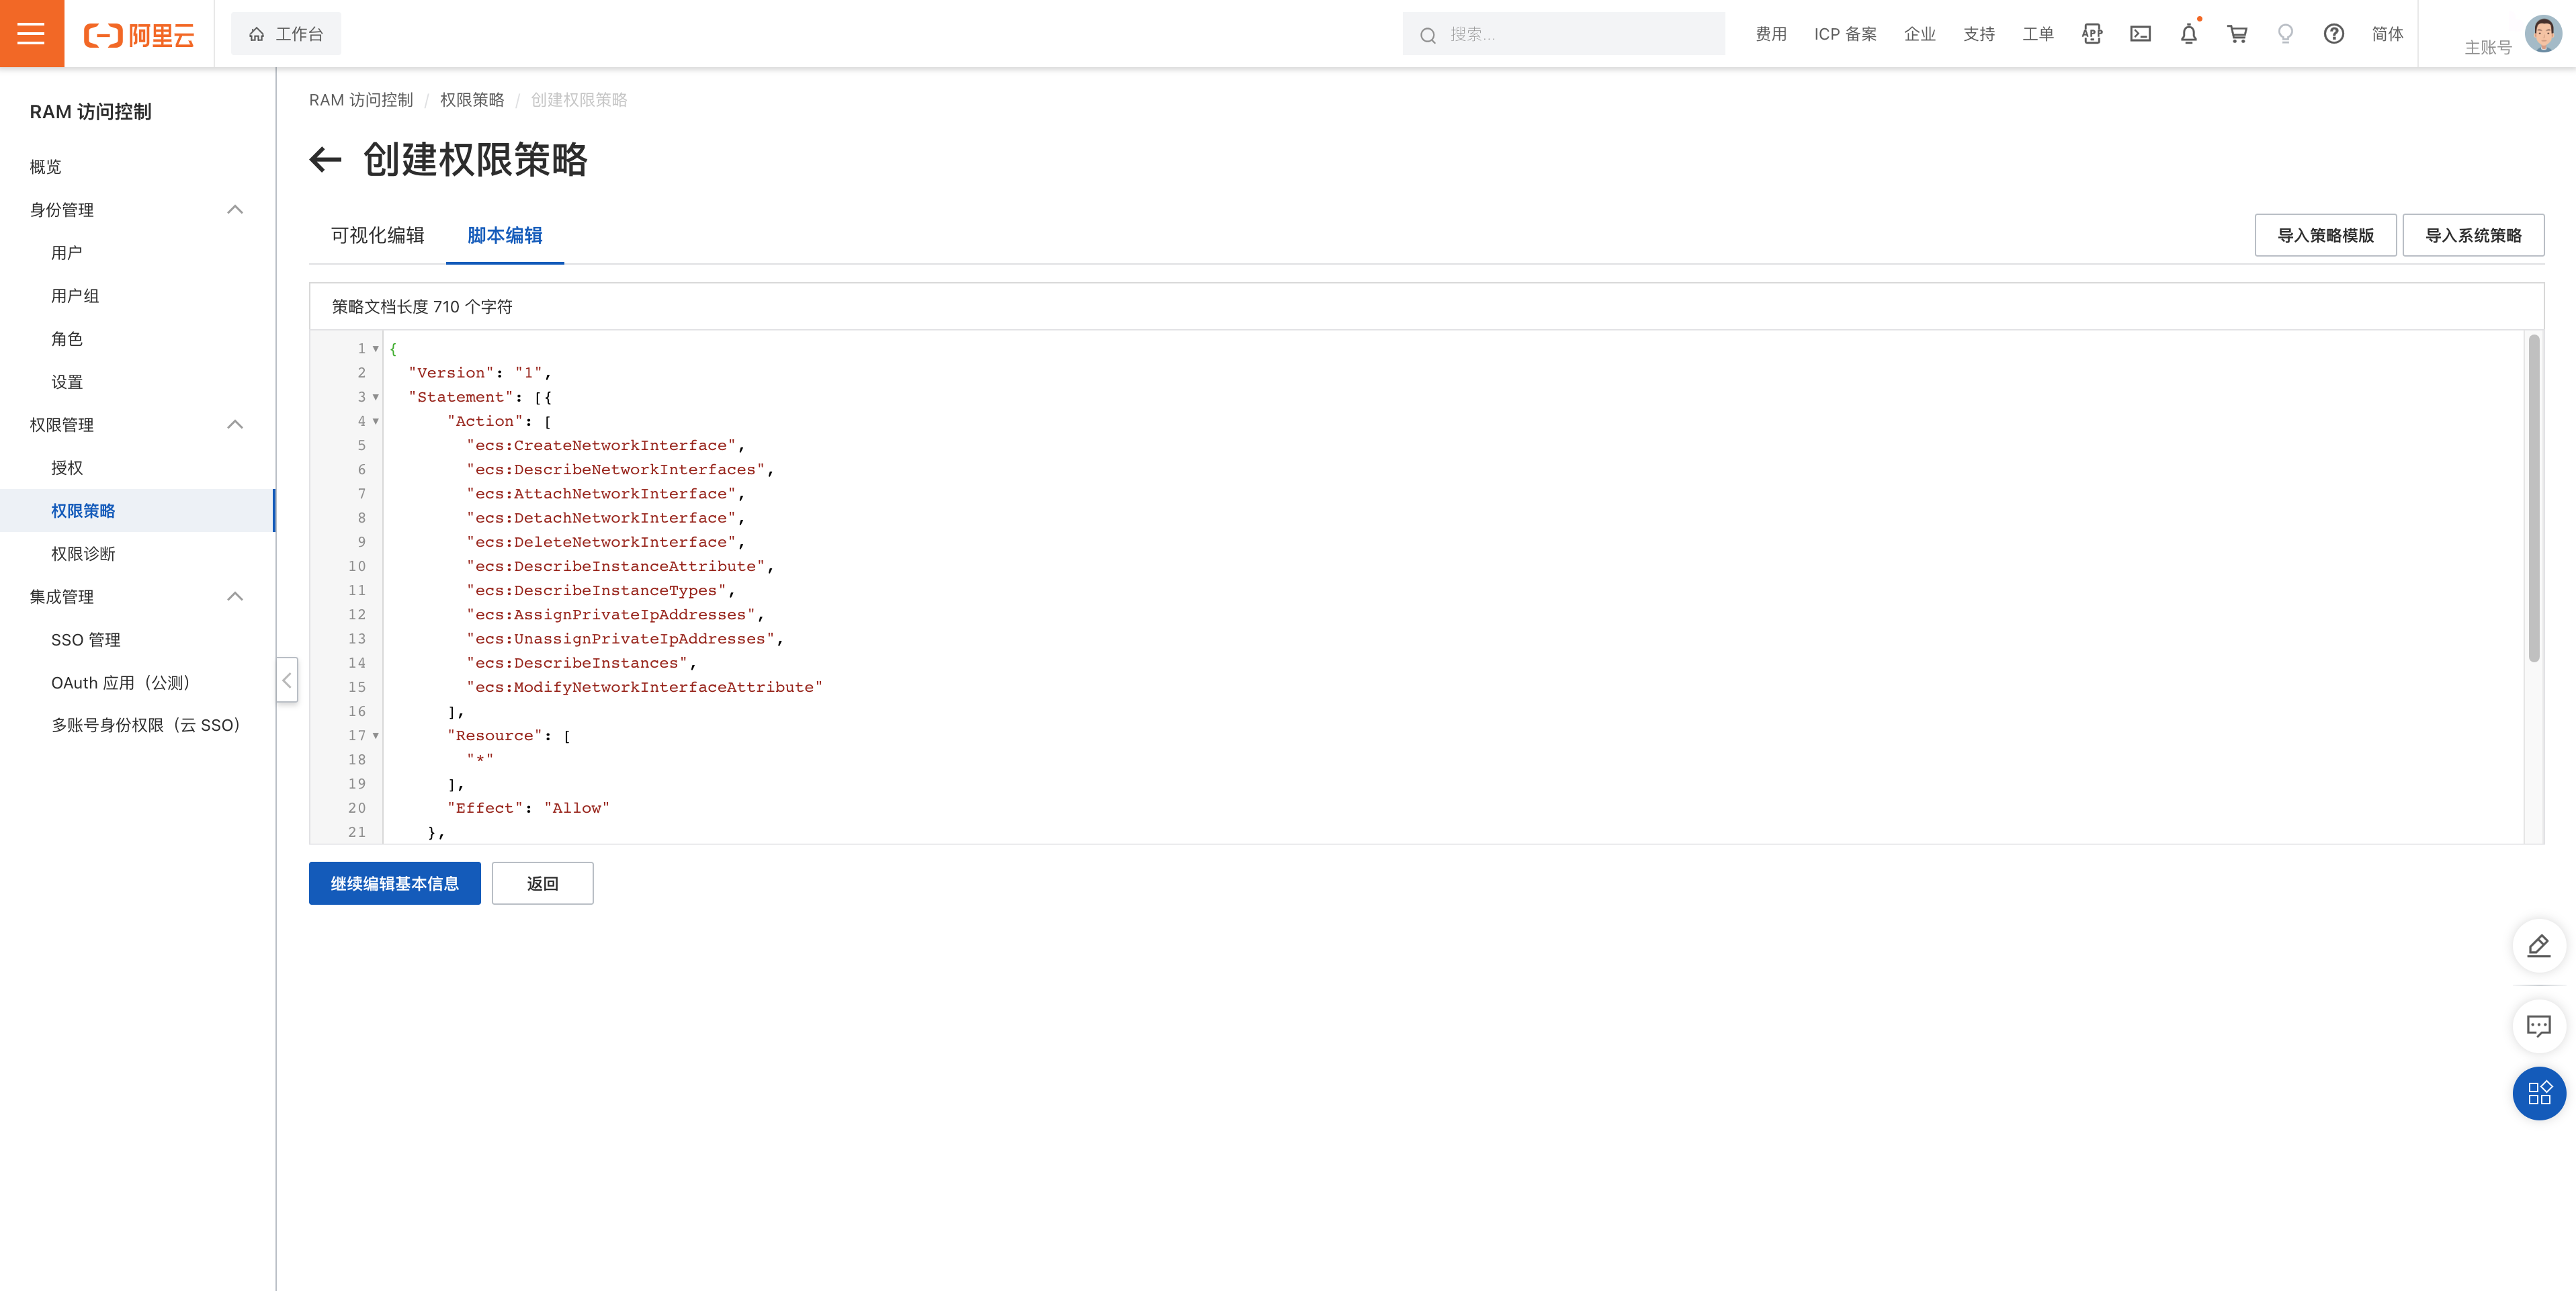 阿里云
工作台
搜索...
费用
ICP 备案
企业
支持
工单
APP
简体
主账号
RAM 访问控制
概览
身份管理
用户
用户组
角色
设置
权限管理
授权
权限策略
权限诊断
集成管理
SSO 管理
OAuth 应用（公测）
多账号身份权限（云 SSO）
RAM 访问控制 / 权限策略 / 创建权限策略
创建权限策略
可视化编辑
脚本编辑
导入策略模版
导入系统策略
策略文档长度 710 个字符
1 {
2 "Version": "1",
3 "Statement": [{
4 "Action": [
5 "ecs:CreateNetworkInterface",
6 "ecs:DescribeNetworkInterfaces",
7 "ecs:AttachNetworkInterface",
8 "ecs:DetachNetworkInterface",
9 "ecs:DeleteNetworkInterface",
10 "ecs:DescribeInstanceAttribute",
11 "ecs:DescribeInstanceTypes",
12 "ecs:AssignPrivateIpAddresses",
13 "ecs:UnassignPrivateIpAddresses",
14 "ecs:DescribeInstances",
15 "ecs:ModifyNetworkInterfaceAttribute"
16 ],
17 "Resource": [
18 "*"
19 ],
20 "Effect": "Allow"
21 },
继续编辑基本信息
返回